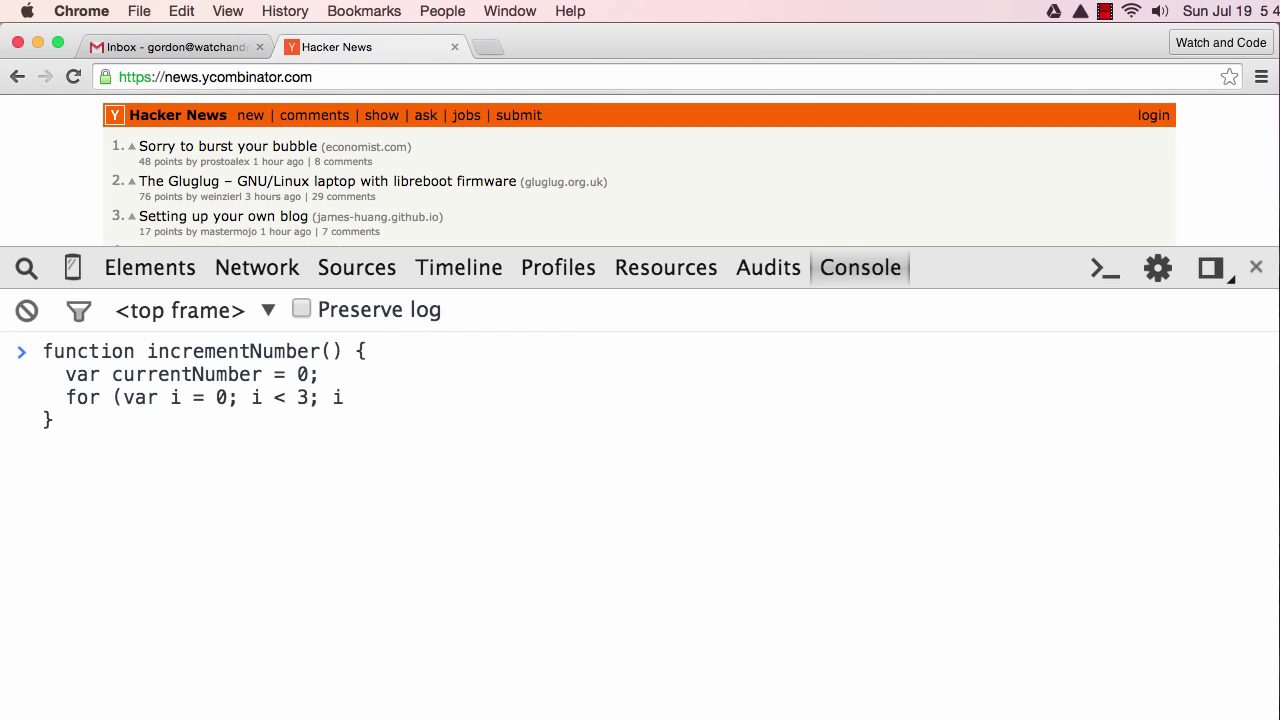 Chrome File Edit View History Bookmarks People Window Help Sun Jul 19 5 4
Inbox - gordon@watchand Hacker News Watch and Code
https://news.ycombinator.com
Y Hacker News new | comments | show | ask | jobs | submit login
1. Sorry to burst your bubble (economist.com)
48 points by prostoalex 1 hour ago | 8 comments
2. The Gluglug – GNU/Linux laptop with libreboot firmware (gluglug.org.uk)
76 points by weinzierl 3 hours ago | 29 comments
3. Setting up your own blog (james-huang.github.io)
17 points by mastermojo 1 hour ago | 7 comments
Elements Network Sources Timeline Profiles Resources Audits Console
<top frame> Preserve log
function incrementNumber() {
var currentNumber = 0;
for (var i = 0; i < 3; i
}